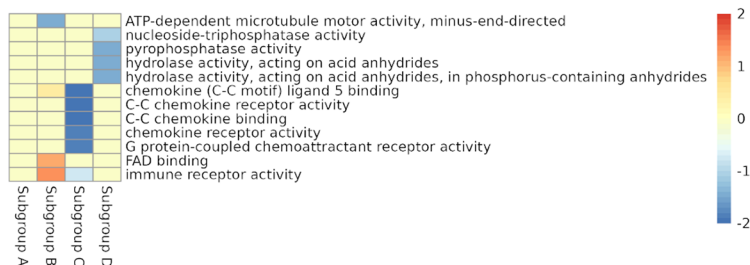 ATP-dependent microtubule motor activity, minus-end-directed
nucleoside-triphosphatase activity
pyrophosphatase activity
hydrolase activity, acting on acid anhydrides
hydrolase activity, acting on acid anhydrides, in phosphorus-containing anhydrides
chemokine (C-C motif) ligand 5 binding
C-C chemokine receptor activity
C-C chemokine binding
chemokine receptor activity
G protein-coupled chemoattractant receptor activity
FAD binding
immune receptor activity
Subgroup A
Subgroup B
Subgroup C
Subgroup D
2
1
0
-1
-2